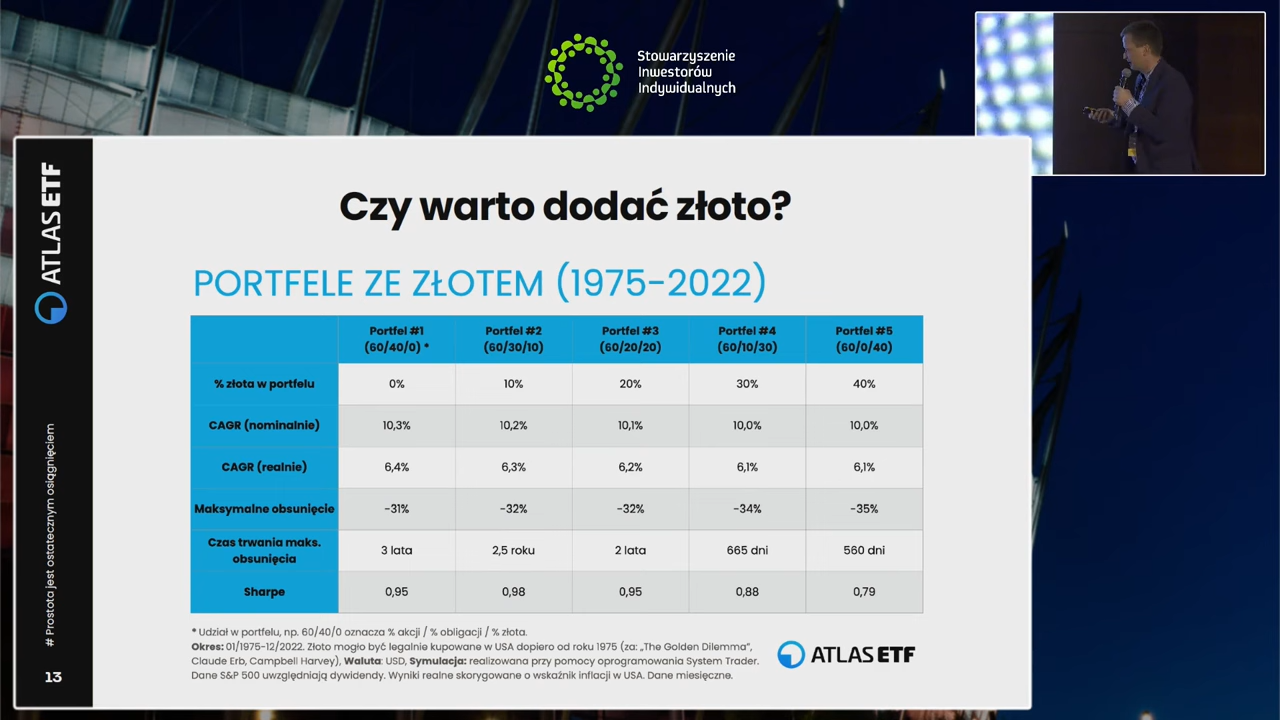 Stowarzyszenie
Inwestorów
Indywidualnych
ATLAS ETF
# Prostota jest ostatecznym osiągnięciem
13
Czy warto dodać złoto?
PORTFELE ZE ZŁOTEM (1975-2022)
Portfel #1 (60/40/0) * Portfel #2 (60/30/10) Portfel #3 (60/20/20) Portfel #4 (60/10/30) Portfel #5 (60/0/40)
% złota w portfelu 0% 10% 20% 30% 40%
CAGR (nominalnie) 10,3% 10,2% 10,1% 10,0% 10,0%
CAGR (realnie) 6,4% 6,3% 6,2% 6,1% 6,1%
Maksymalne obsunięcie -31% -32% -32% -34% -35%
Czas trwania maks. obsunięcia 3 lata 2,5 roku 2 lata 665 dni 560 dni
Sharpe 0,95 0,98 0,95 0,88 0,79
* Udział w portfelu, np. 60/40/0 oznacza % akcji / % obligacji / % złota.
Okres: 01/1975-12/2022. Złoto mogło być legalnie kupowane w USA dopiero od roku 1975 (za: „The Golden Dilemma”,
Claude Erb, Campbell Harvey), Waluta: USD, Symulacja: realizowana przy pomocy oprogramowania System Trader.
Dane S&P 500 uwzględniają dywidendy. Wyniki realne skorygowane o wskaźnik inflacji w USA. Dane miesięczne.
ATLAS ETF